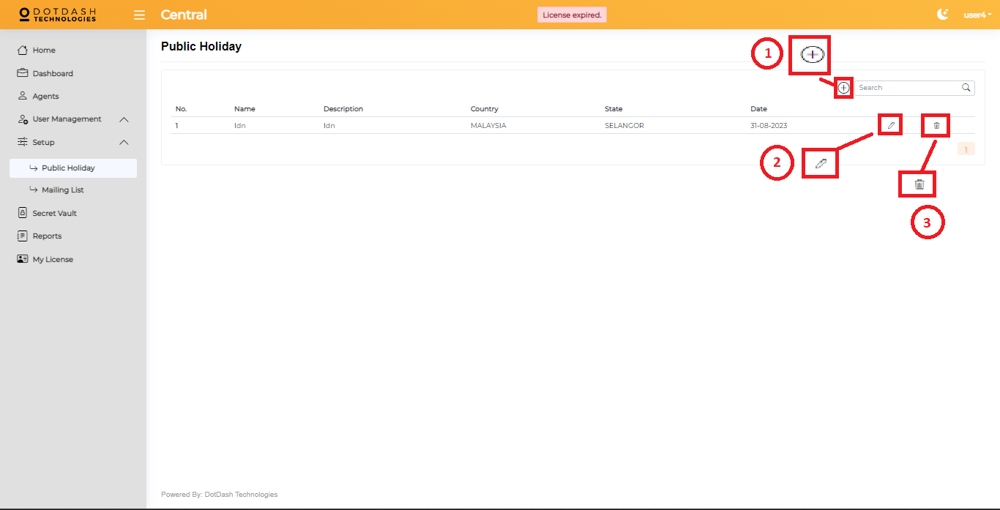 DOTDASH
TECHNOLOGIES
Central
License expired.
user4
Home
Dashboard
Agents
User Management
Setup
Public Holiday
Mailing List
Secret Vault
Reports
My License
Public Holiday
1
Search
No. Name Description Country State Date
1 Idn Idn MALAYSIA SELANGOR 31-08-2023
1
2
3
Powered By: DotDash Technologies